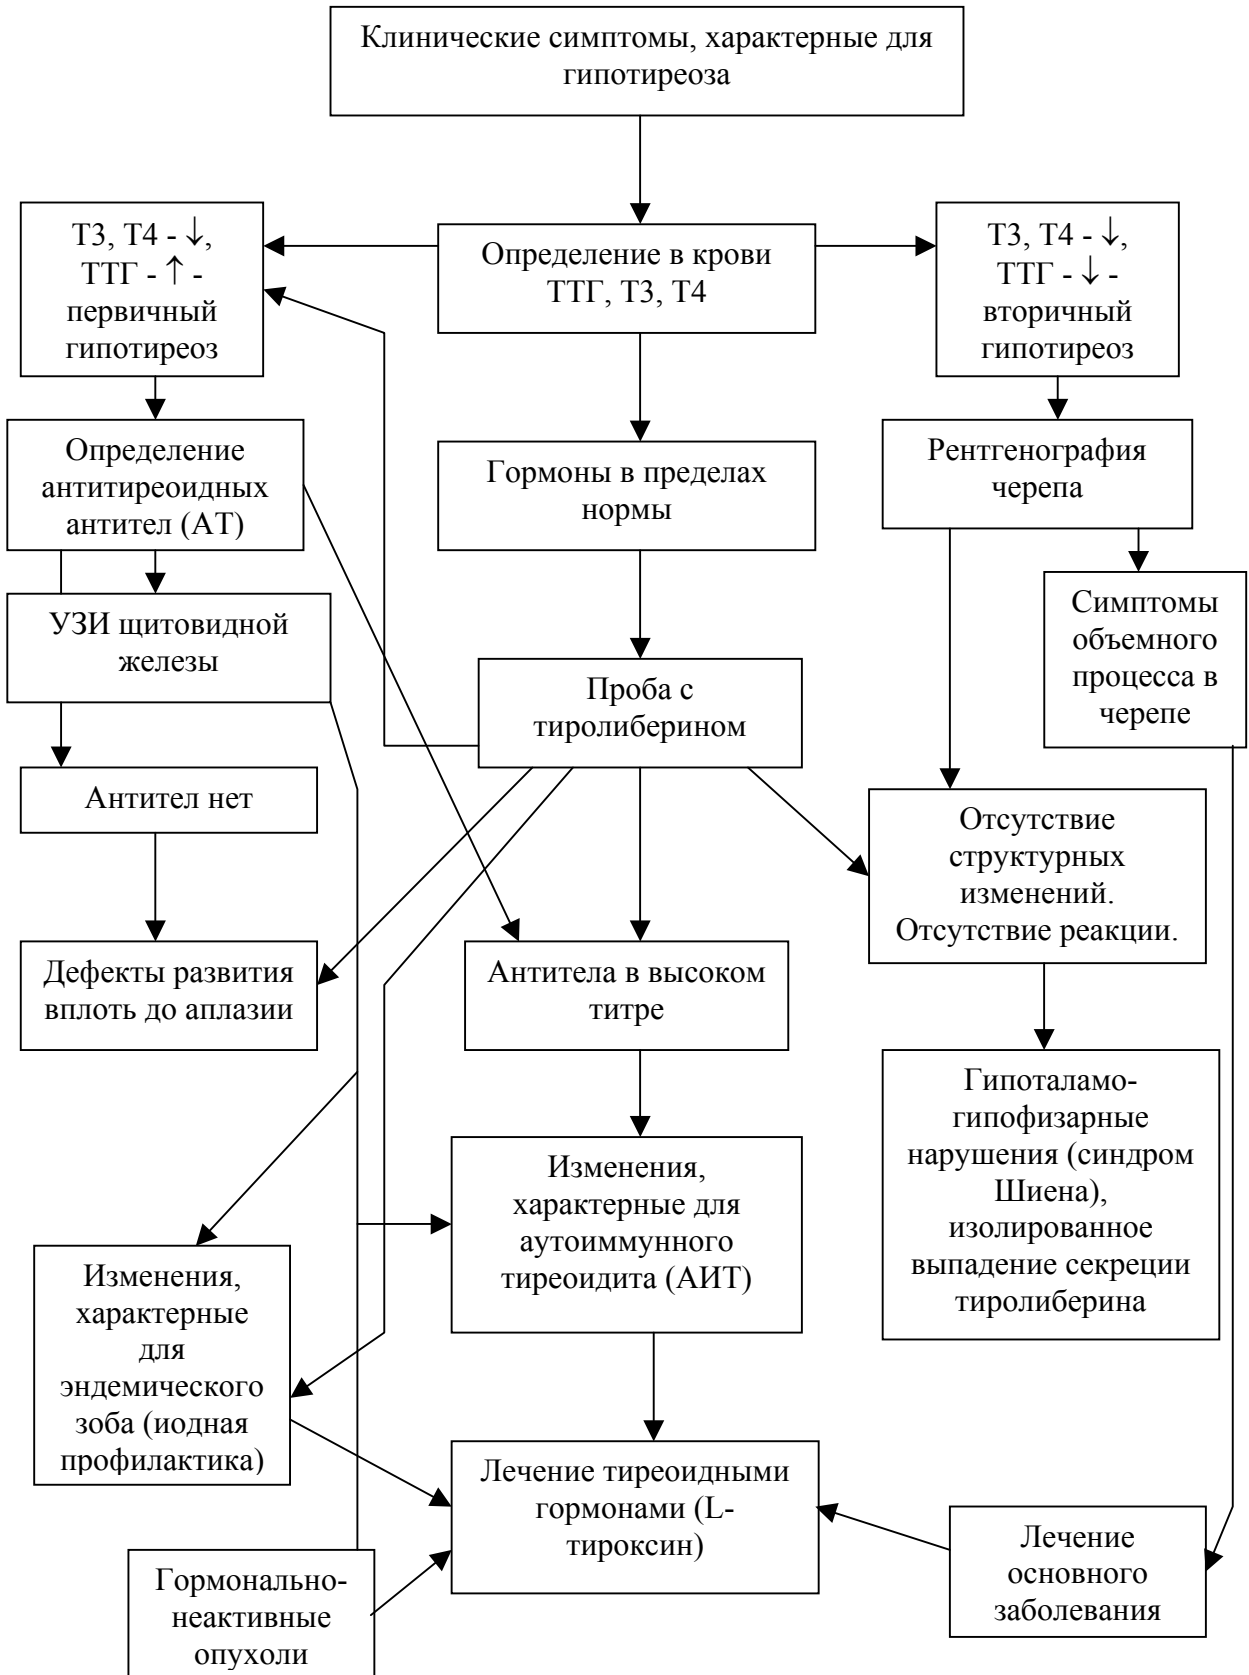 Клинические симптомы, характерные для
гипотиреоза
Т3, Т4 - ↓,
ТТГ - ↑ -
первичный
гипотиреоз
Определение в крови
ТТГ, Т3, Т4
Т3, Т4 - ↓,
ТТГ - ↓ -
вторичный
гипотиреоз
Определение
антитиреоидных
антител (АТ)
Гормоны в пределах
нормы
Рентгенография
черепа
УЗИ щитовидной
железы
Симптомы
объемного
процесса в
черепе
Проба с
тиролиберином
Антител нет
Отсутствие
структурных
изменений.
Отсутствие реакции.
Дефекты развития
вплоть до аплазии
Антитела в высоком
титре
Гипоталамо-
гипофизарные
нарушения (синдром
Шиена),
изолированное
выпадение секреции
тиролиберина
Изменения,
характерные для
аутоиммунного
тиреоидита (АИТ)
Изменения,
характерные
для
эндемического
зоба (иодная
профилактика)
Лечение тиреоидными
гормонами (L-
тироксин)
Лечение
основного
заболевания
Гормонально-
неактивные
опухоли